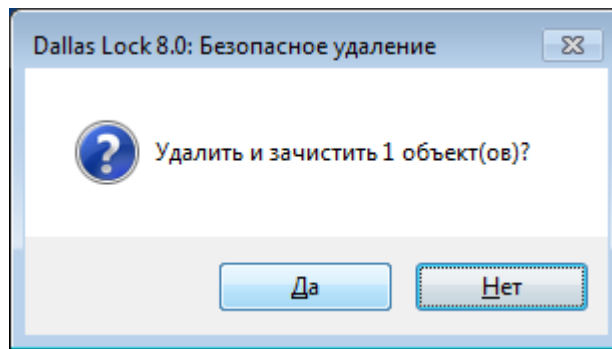 Dallas Lock 8.0: Безопасное удаление
Удалить и зачистить 1 объект(ов)?
Да
Нет